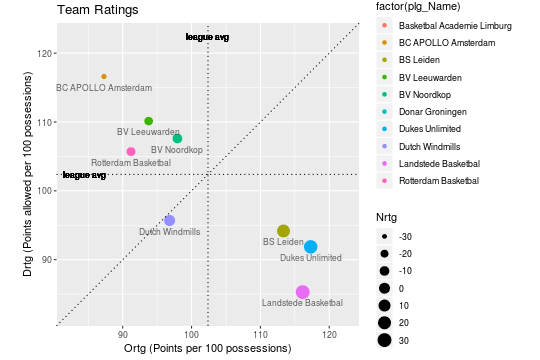 Team Ratings
league avg
BC APOLLO Amsterdam
BV Leeuwarden
BV Noordkop
Rotterdam Basketbal
league avg
Dutch Windmills
BS Leiden
Dukes Unlimited
Landstede Basketbal
120
110
100
90
90
100
110
120
Drtg (Points allowed per 100 possessions)
Ortg (Points per 100 possessions)
factor(plg_Name)
Basketbal Academie Limburg
BC APOLLO Amsterdam
BS Leiden
BV Leeuwarden
BV Noordkop
Donar Groningen
Dukes Unlimited
Dutch Windmills
Landstede Basketbal
Rotterdam Basketbal
Nrtg
-30
-20
-10
0
10
20
30